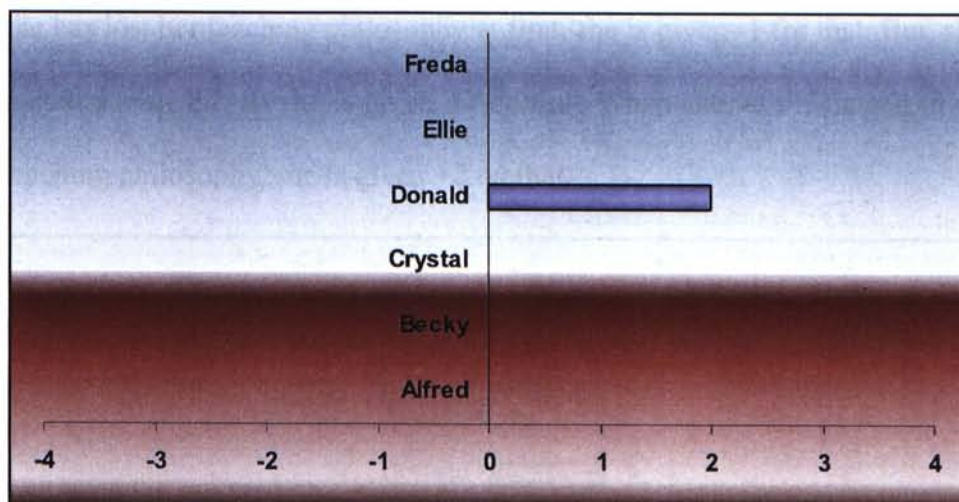 Freda
Ellie
Donald
Crystal
Becky
Alfred
-4 -3 -2 -1 0 1 2 3 4